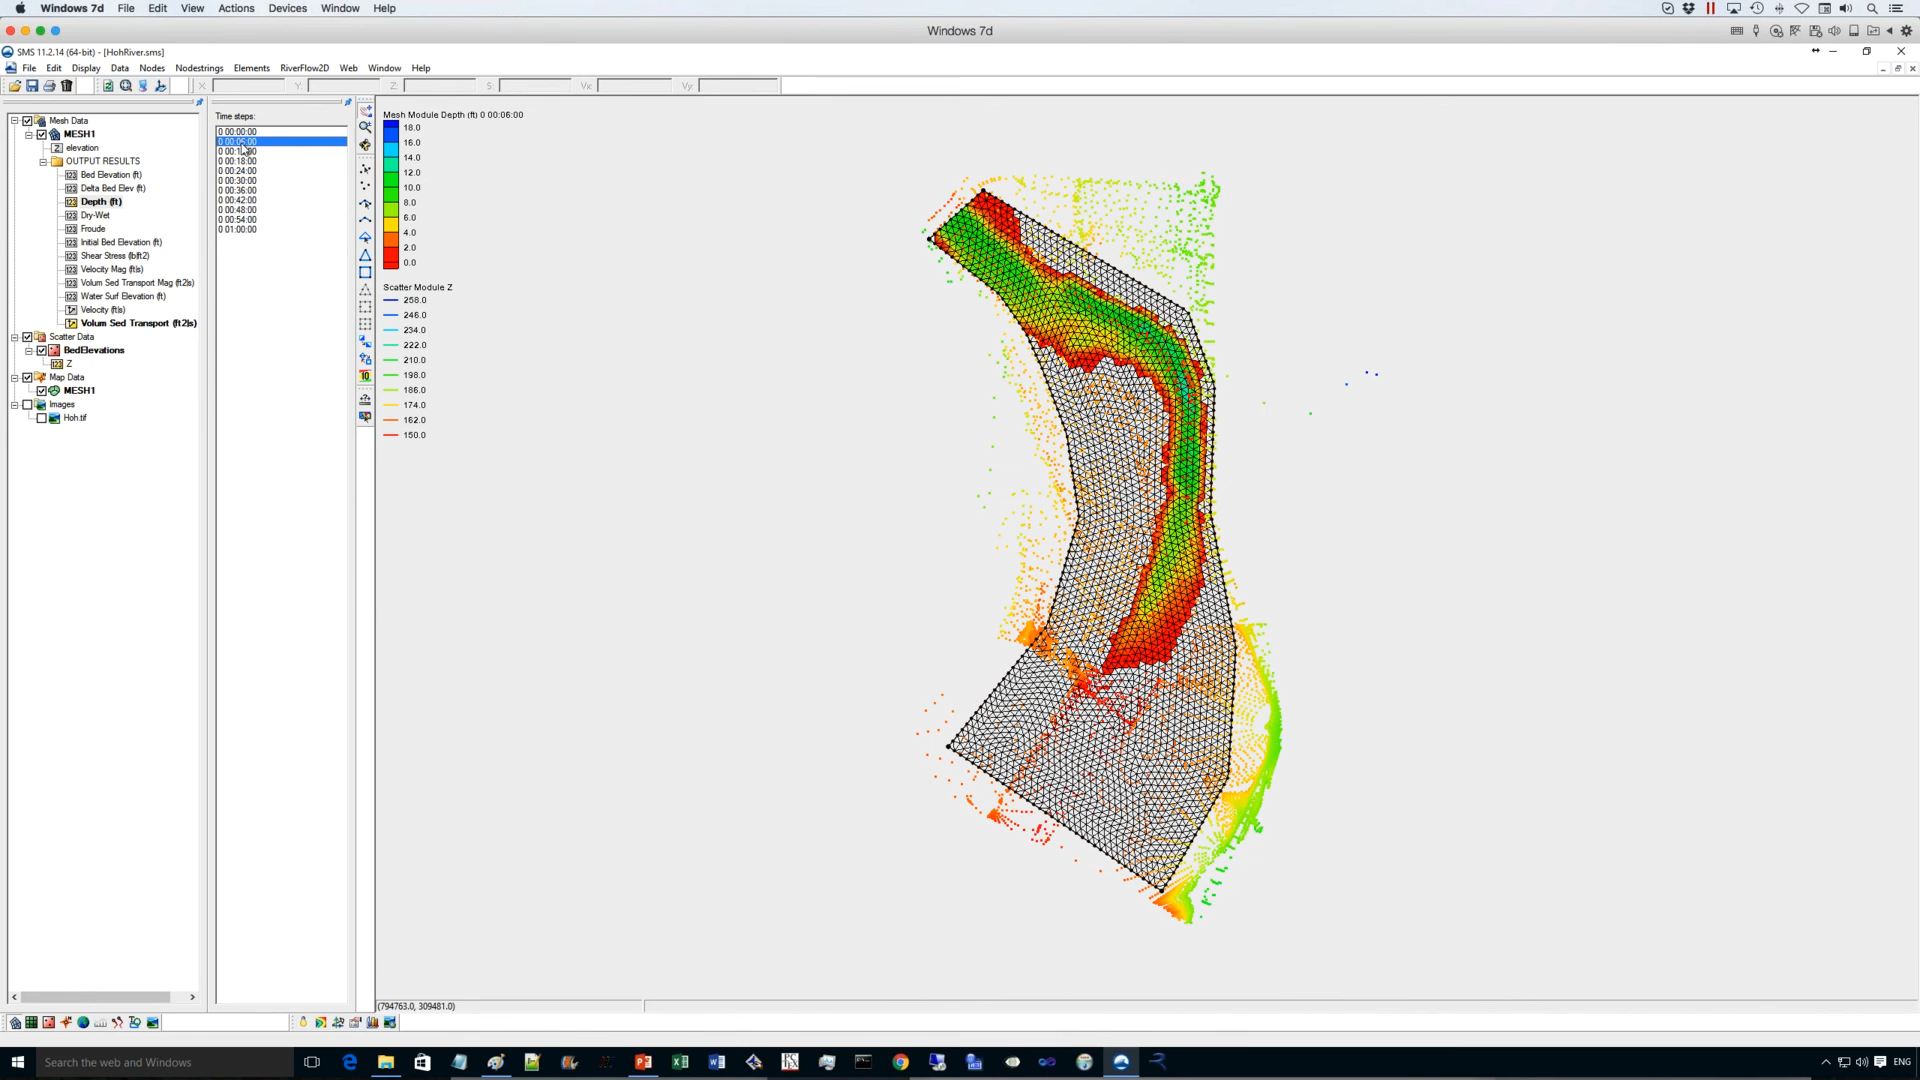 Windows 7d File Edit View Actions Devices Window Help
Windows 7d
SMS 11.2.14 (64-bit) - [HohRiver.sms]
File Edit Display Data Nodes Nodestrings Elements RiverFlow2D Web Window Help
X: Y: Z: S: Vx: Vy:
Mesh Data
MESH1
elevation
OUTPUT RESULTS
Bed Elevation (ft)
Delta Bed Elev (ft)
Depth (ft)
Dry-Wet
Froude
Initial Bed Elevation (ft)
Shear Stress (lb|ft2)
Velocity Mag (ft|s)
Volum Sed Transport Mag (ft2|s)
Water Surf Elevation (ft)
Velocity (ft|s)
Volum Sed Transport (ft2|s)
Scatter Data
BedElevations
Z
Map Data
MESH1
Images
Hoh.tif
Time steps:
0 00:00:00
0 00:06:00
0 00:18:00
0 00:24:00
0 00:30:00
0 00:36:00
0 00:42:00
0 00:48:00
0 00:54:00
0 01:00:00
Mesh Module Depth (ft) 0 00:06:00
18.0
16.0
14.0
12.0
10.0
8.0
6.0
4.0
2.0
0.0
Scatter Module Z
258.0
246.0
234.0
222.0
210.0
198.0
186.0
174.0
162.0
150.0
(794763.0, 309481.0)
Search the web and Windows
ENG